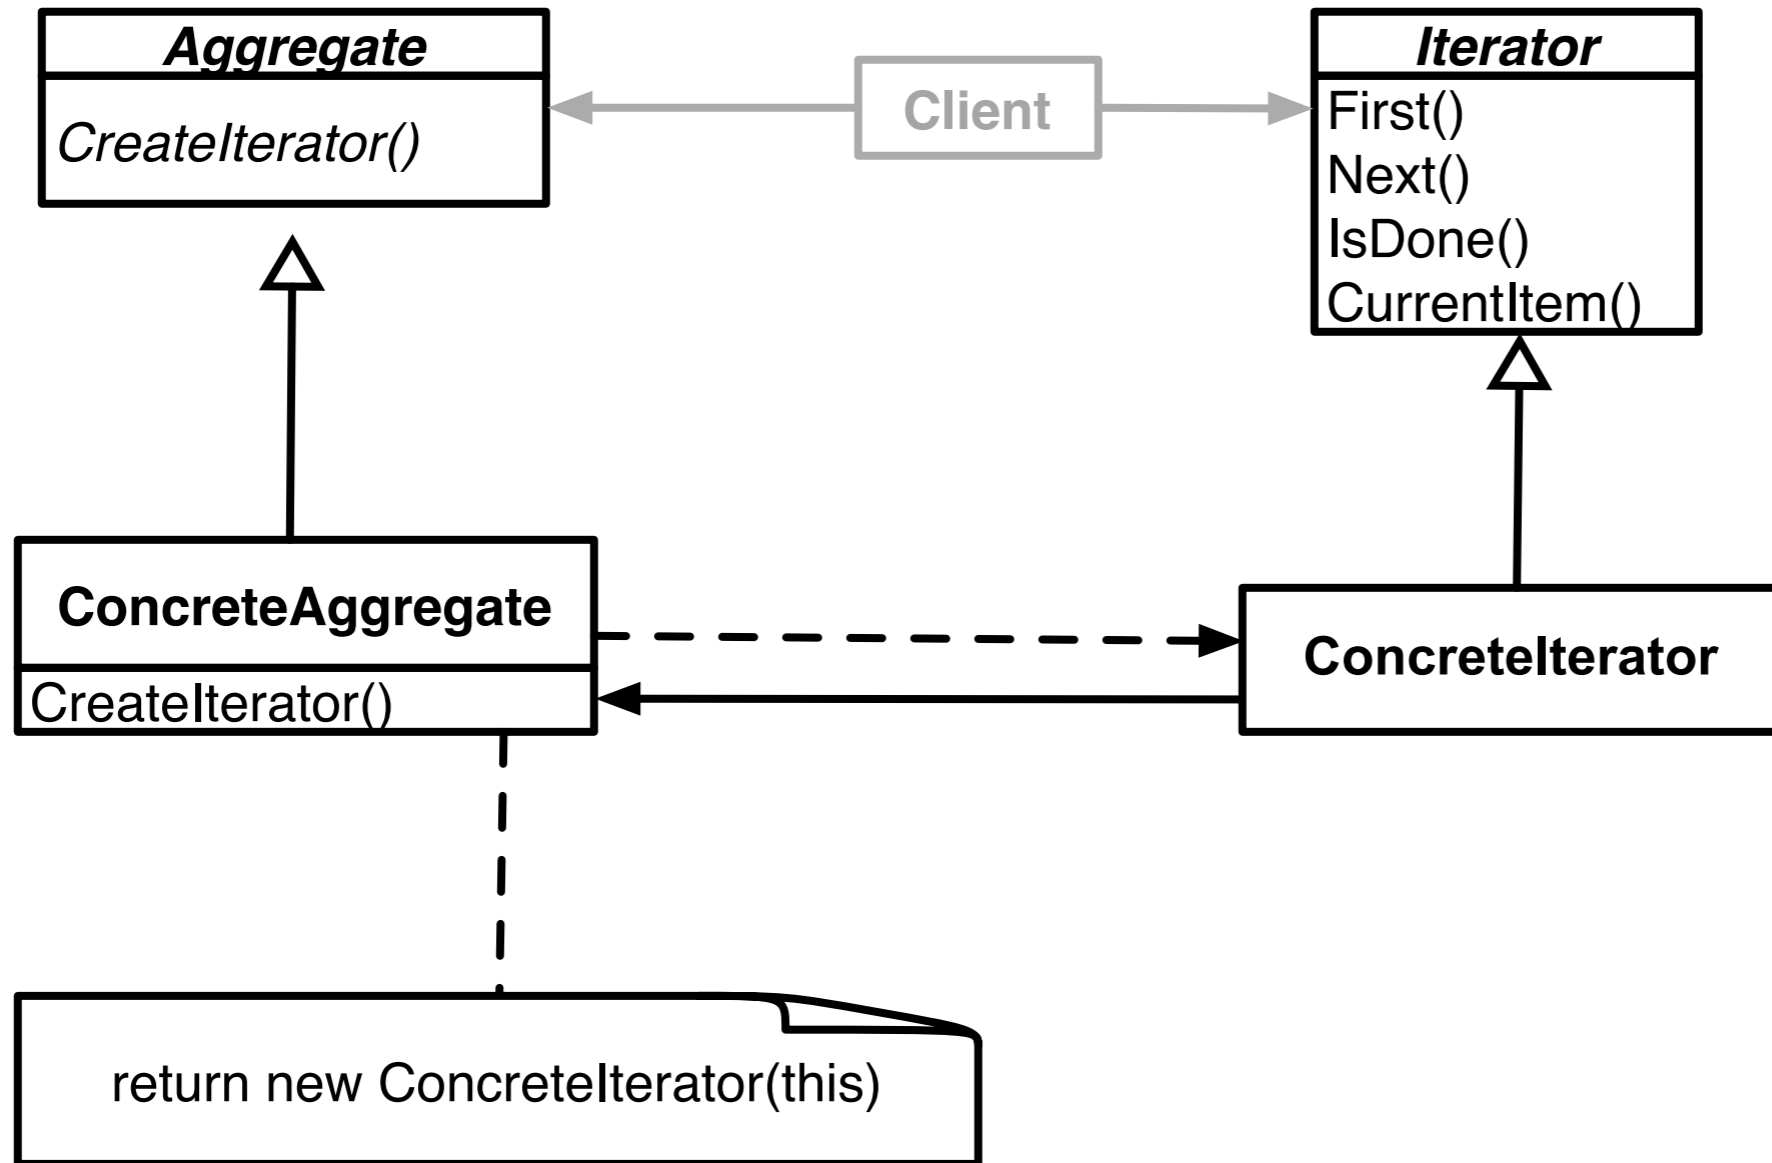 Aggregate
CreateIterator()
Client
Iterator
First()
Next()
IsDone()
CurrentItem()
ConcreteAggregate
CreateIterator()
ConcreteIterator
return new ConcreteIterator(this)